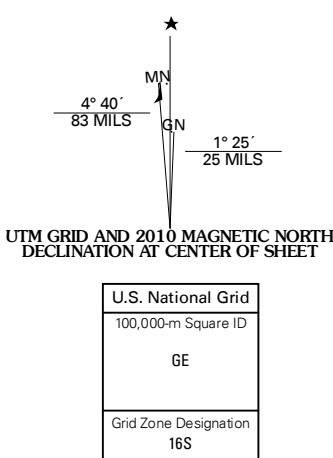 MN
4° 40´
83 MILS
GN
1° 25´
25 MILS
UTM GRID AND 2010 MAGNETIC NORTH
DECLINATION AT CENTER OF SHEET
U.S. National Grid
100,000-m Square ID
GE
Grid Zone Designation
16S